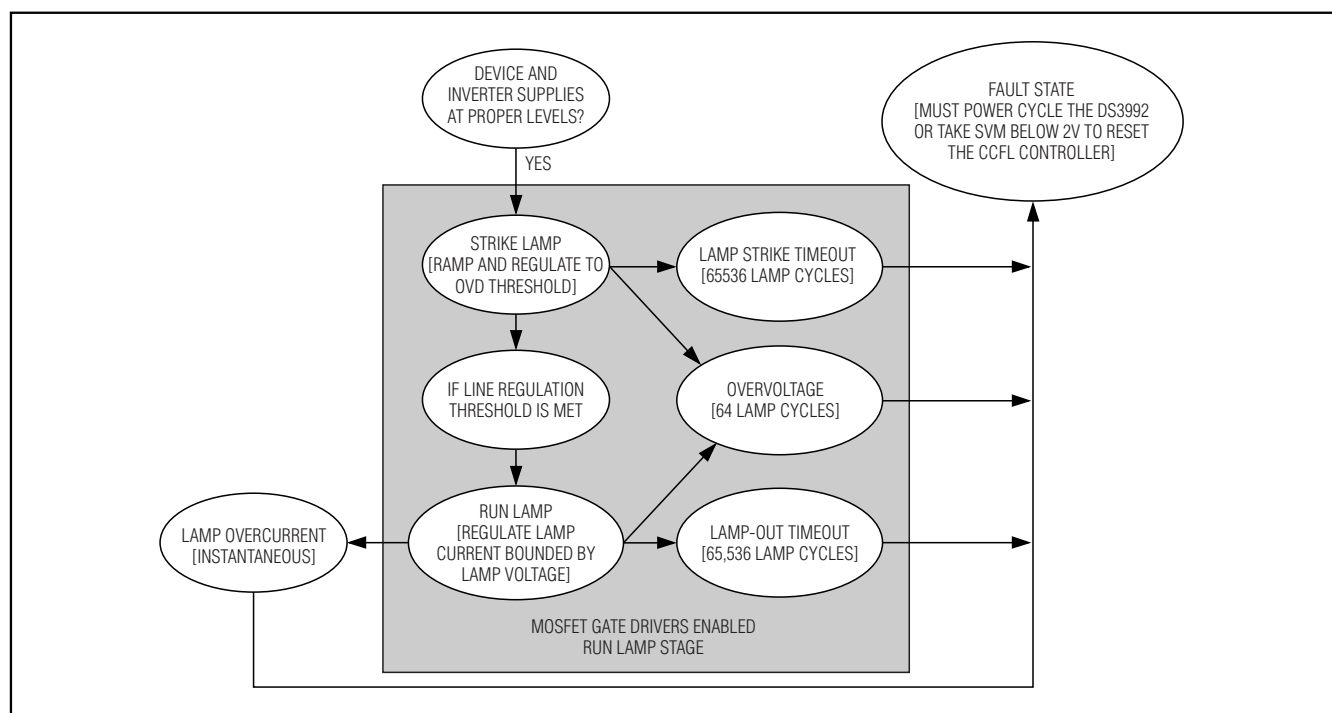 DEVICE AND
INVERTER SUPPLIES
AT PROPER LEVELS?
FAULT STATE
[MUST POWER CYCLE THE DS3992
OR TAKE SVM BELOW 2V TO RESET
THE CCFL CONTROLLER]
YES
STRIKE LAMP
[RAMP AND REGULATE TO
OVD THRESHOLD]
LAMP STRIKE TIMEOUT
[65536 LAMP CYCLES]
IF LINE REGULATION
THRESHOLD IS MET
OVERVOLTAGE
[64 LAMP CYCLES]
LAMP OVERCURRENT
[INSTANTANEOUS]
RUN LAMP
[REGULATE LAMP
CURRENT BOUNDED BY
LAMP VOLTAGE]
LAMP-OUT TIMEOUT
[65,536 LAMP CYCLES]
MOSFET GATE DRIVERS ENABLED
RUN LAMP STAGE